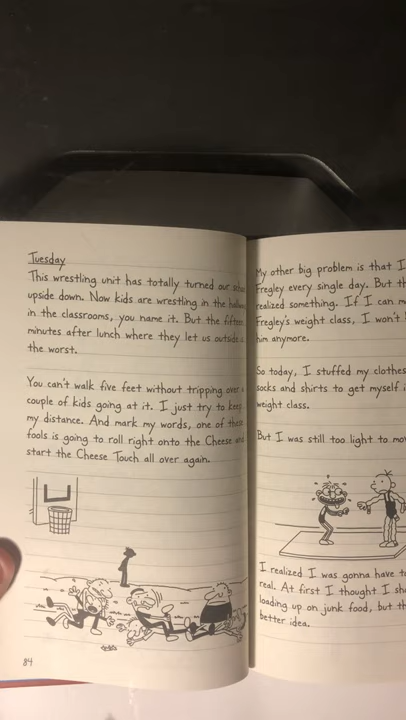 Tuesday
This wrestling unit has totally turned our
upside down. Now kids are wrestling in the
in the classrooms, you name it. But the
minutes after lunch where they let us outside
the worst.
You can't walk five feet without tripping over
couple of kids going at it. I just try to keep
my distance. And mark my words, one of these
fools is going to roll right onto the Cheese
start the Cheese Touch all over again.
84
My other big problem is that I
Fregley every single day. But
realized something. If I can
Fregley's weight class, I won't
him anymore.
So today, I stuffed my clothes
socks and shirts to get myself
weight class.
But I was still too light to
I realized I was gonna have
real. At first I thought I
loading up on junk food, but
better idea.